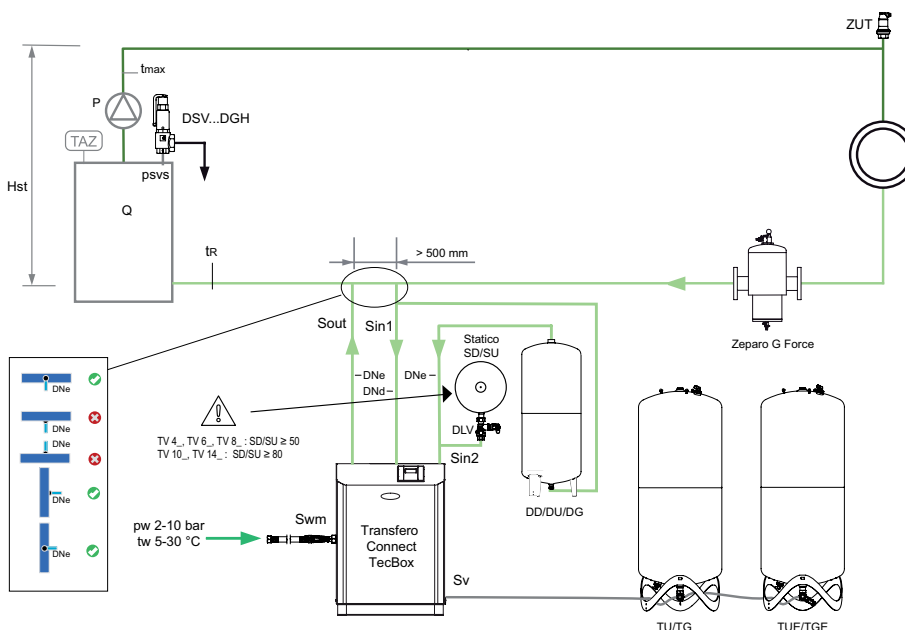 ZUT
tmax
P
DSV...DGH
TAZ
psvs
Hst
Q
tR
> 500 mm
Sout
Sin1
Zeparo G Force
Statico
SD/SU
DNe
DNd
DNe
DLV
TV 4_, TV 6_, TV 8_ : SD/SU ≥ 50
TV 10_, TV 14_ : SD/SU ≥ 80
Sin2
DNe
DNe
DNe
DNe
DNe
DD/DU/DG
pw 2-10 bar
tw 5-30 °C
Swm
Transfero
Connect
TecBox
Sv
TU/TG
TUE/TGE